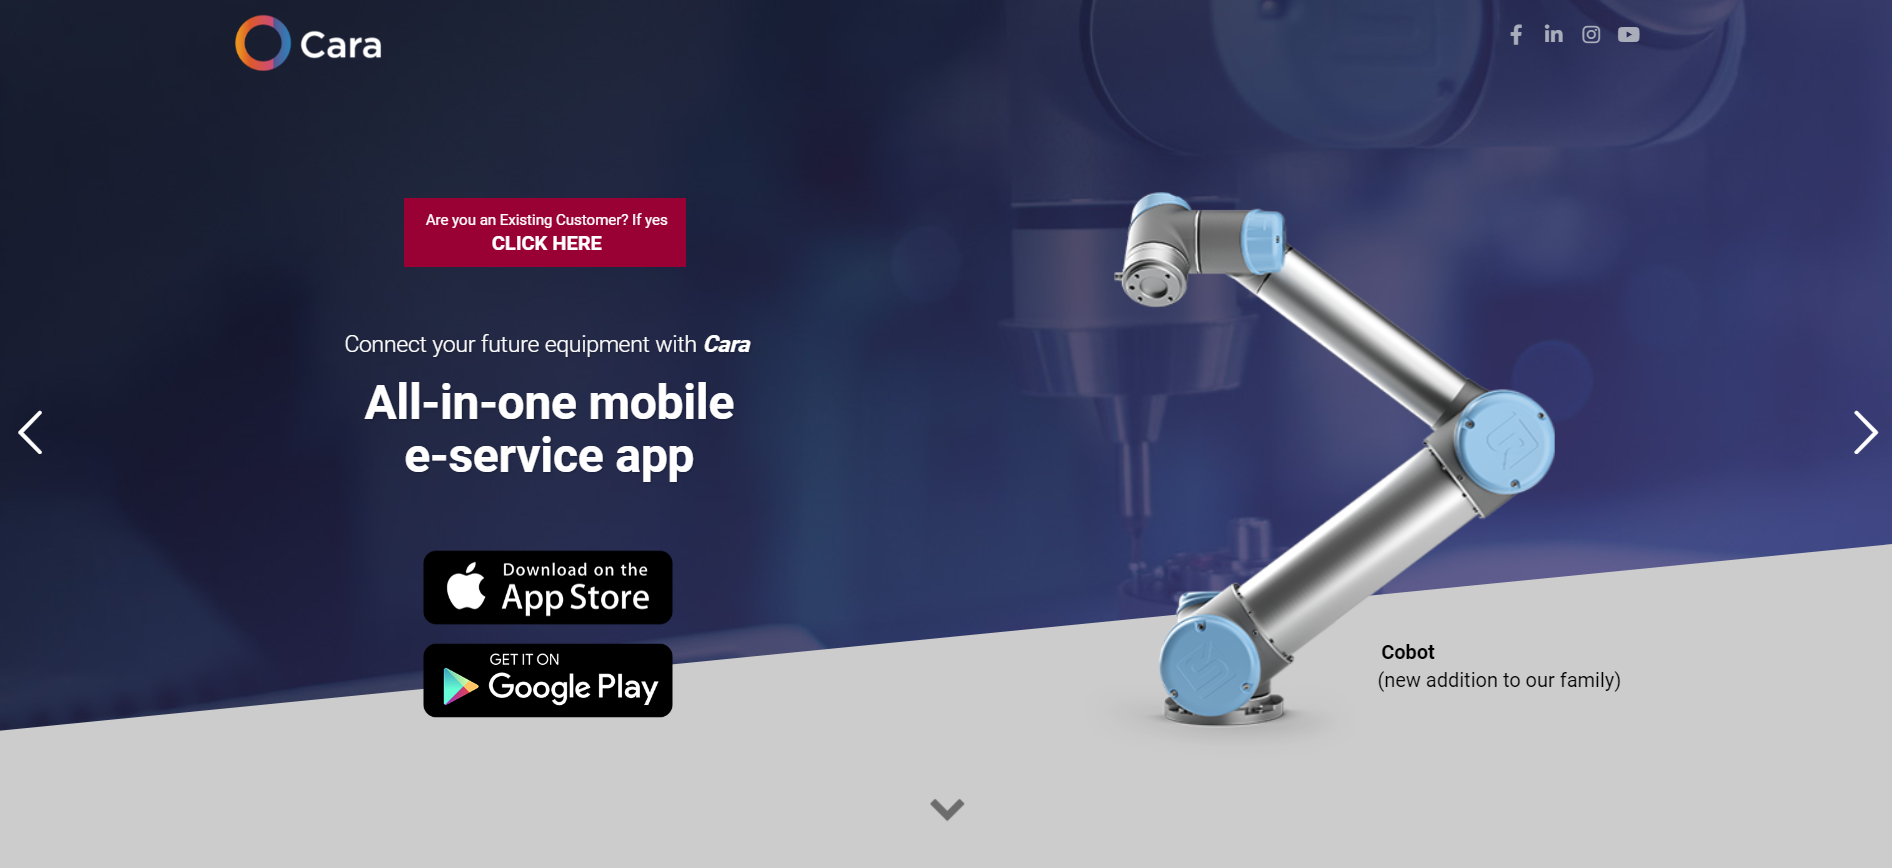 Cara
Are you an Existing Customer? If yes
CLICK HERE
Connect your future equipment with Cara
All-in-one mobile
e-service app
Download on the
App Store
GET IT ON
Google Play
Cobot
(new addition to our family)